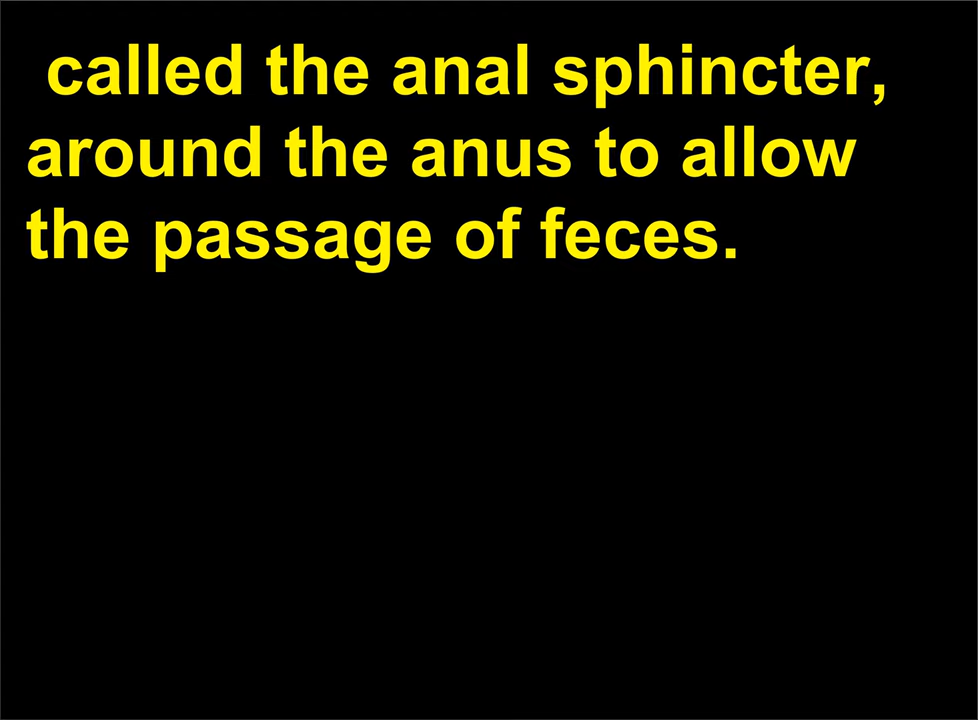 called the anal sphincter,
around the anus to allow
the passage of feces.